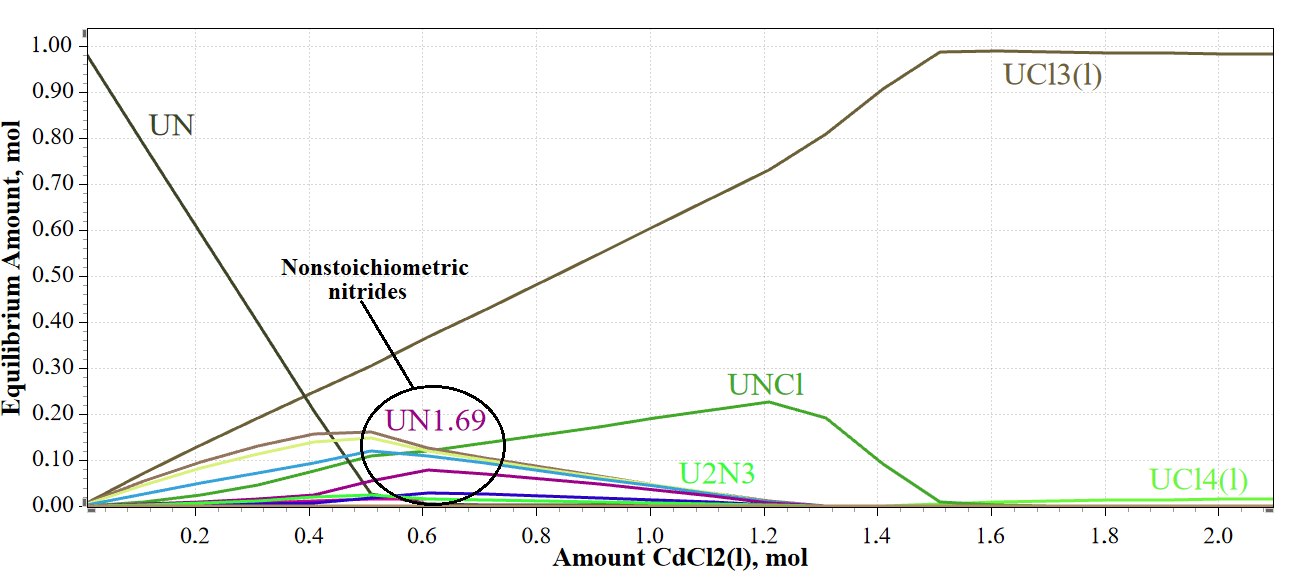 1.00
UCl3(l)
0.90
UN
0.80
0.70
0.60
Equilibrium Amount, mol
0.50
Nonstoichiometric
nitrides
0.40
0.30
UNCl
0.20
UN1.69
0.10
U2N3
UCl4(l)
0.00
0.2 0.4 0.6 0.8 1.0 1.2 1.4 1.6 1.8 2.0
Amount CdCl2(l), mol